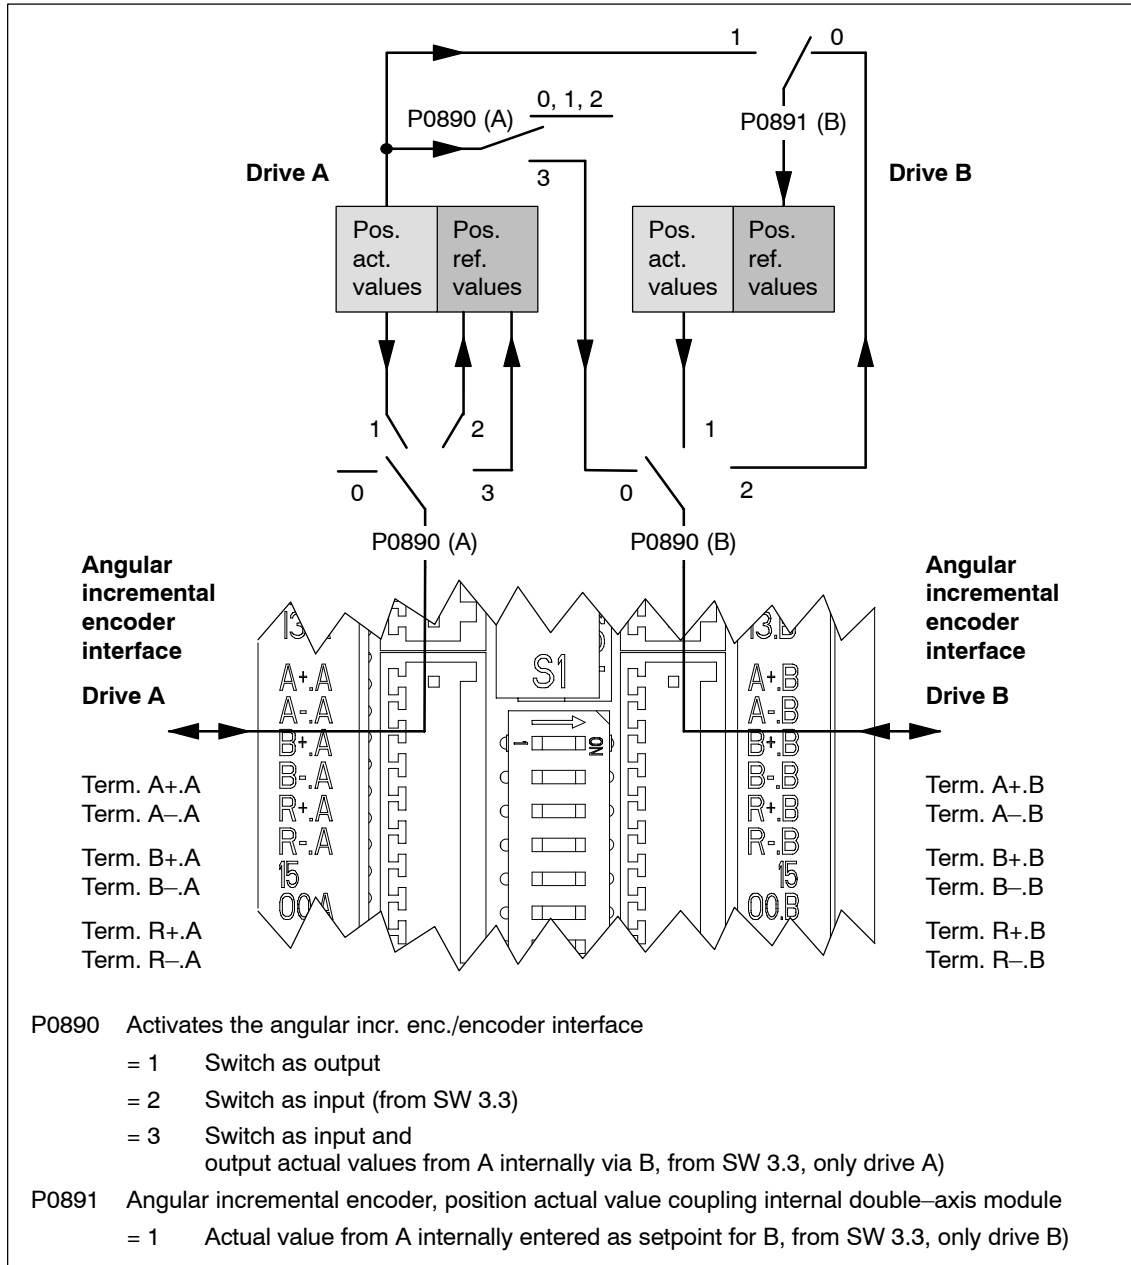 1
0
0, 1, 2
P0890 (A)
P0891 (B)
Drive A
3
Drive B
Pos.
act.
values
Pos.
ref.
values
Pos.
act.
values
Pos.
ref.
values
1
2
1
0
3
0
2
P0890 (A)
P0890 (B)
Angular
incremental
encoder
interface
Drive A
Angular
incremental
encoder
interface
Drive B
S1
A+.A
A-.A
B+.A
B-.A
R+.A
R-.A
15
00.A
1
ON
13.B
A+.B
A-.B
B+.B
B-.B
R+.B
R-.B
15
00.B
Term. A+.A
Term. A–.A
Term. B+.A
Term. B–.A
Term. R+.A
Term. R–.A
Term. A+.B
Term. A–.B
Term. B+.B
Term. B–.B
Term. R+.B
Term. R–.B
P0890 Activates the angular incr. enc./encoder interface
= 1 Switch as output
= 2 Switch as input (from SW 3.3)
= 3 Switch as input and
output actual values from A internally via B, from SW 3.3, only drive A)
P0891 Angular incremental encoder, position actual value coupling internal double–axis module
= 1 Actual value from A internally entered as setpoint for B, from SW 3.3, only drive B)